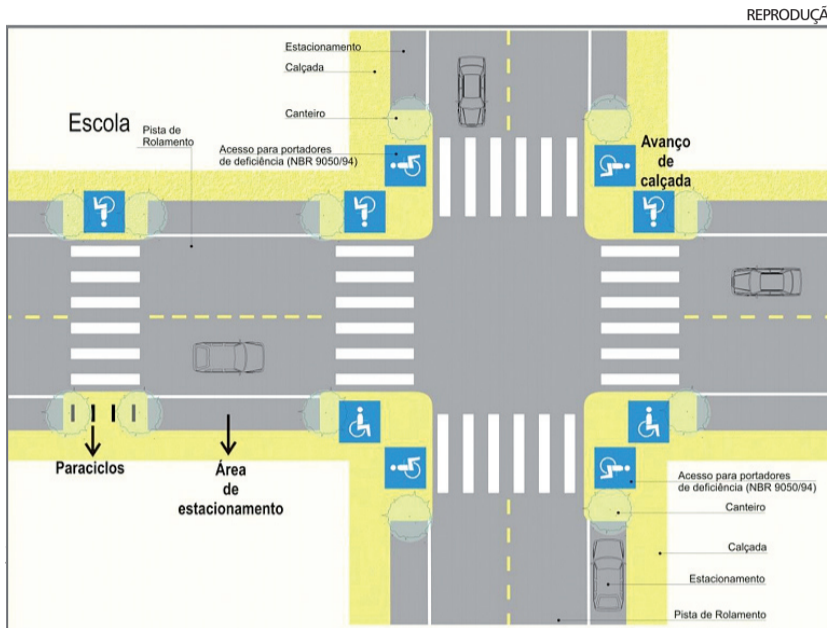 REPRODUÇÃ
Estacionamento
Calçada
Canteiro
Escola
Pista de
Rolamento
Acesso para portadores
de deficiência (NBR 9050/94)
Avanço
de
calçada
Paraciclos
Área
de
estacionamento
Acesso para portadores
de deficiência (NBR 9050/94)
Canteiro
Calçada
Estacionamento
Pista de Rolamento